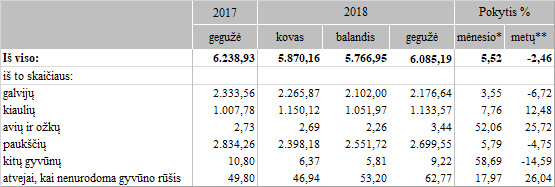 2017 2018 Pokytis %
gegužė kovas balandis gegužė mėnesio* metų**
Iš viso: 6.238,93 5.870,16 5.766,95 6.085,19 5,52 -2,46
iš to skaičiaus:
galvijų 2.333,56 2.265,87 2.102,00 2.176,64 3,55 -6,72
kiaulių 1.007,78 1.150,12 1.051,97 1.133,57 7,76 12,48
avių ir ožkų 2,73 2,69 2,26 3,44 52,06 25,72
paukščių 2.834,26 2.398,18 2.551,72 2.699,55 5,79 -4,75
kitų gyvūnų 10,80 6,37 5,81 9,22 58,69 -14,59
atvejai, kai nenurodoma gyvūno rūšis 49,80 46,94 53,20 62,77 17,97 26,04